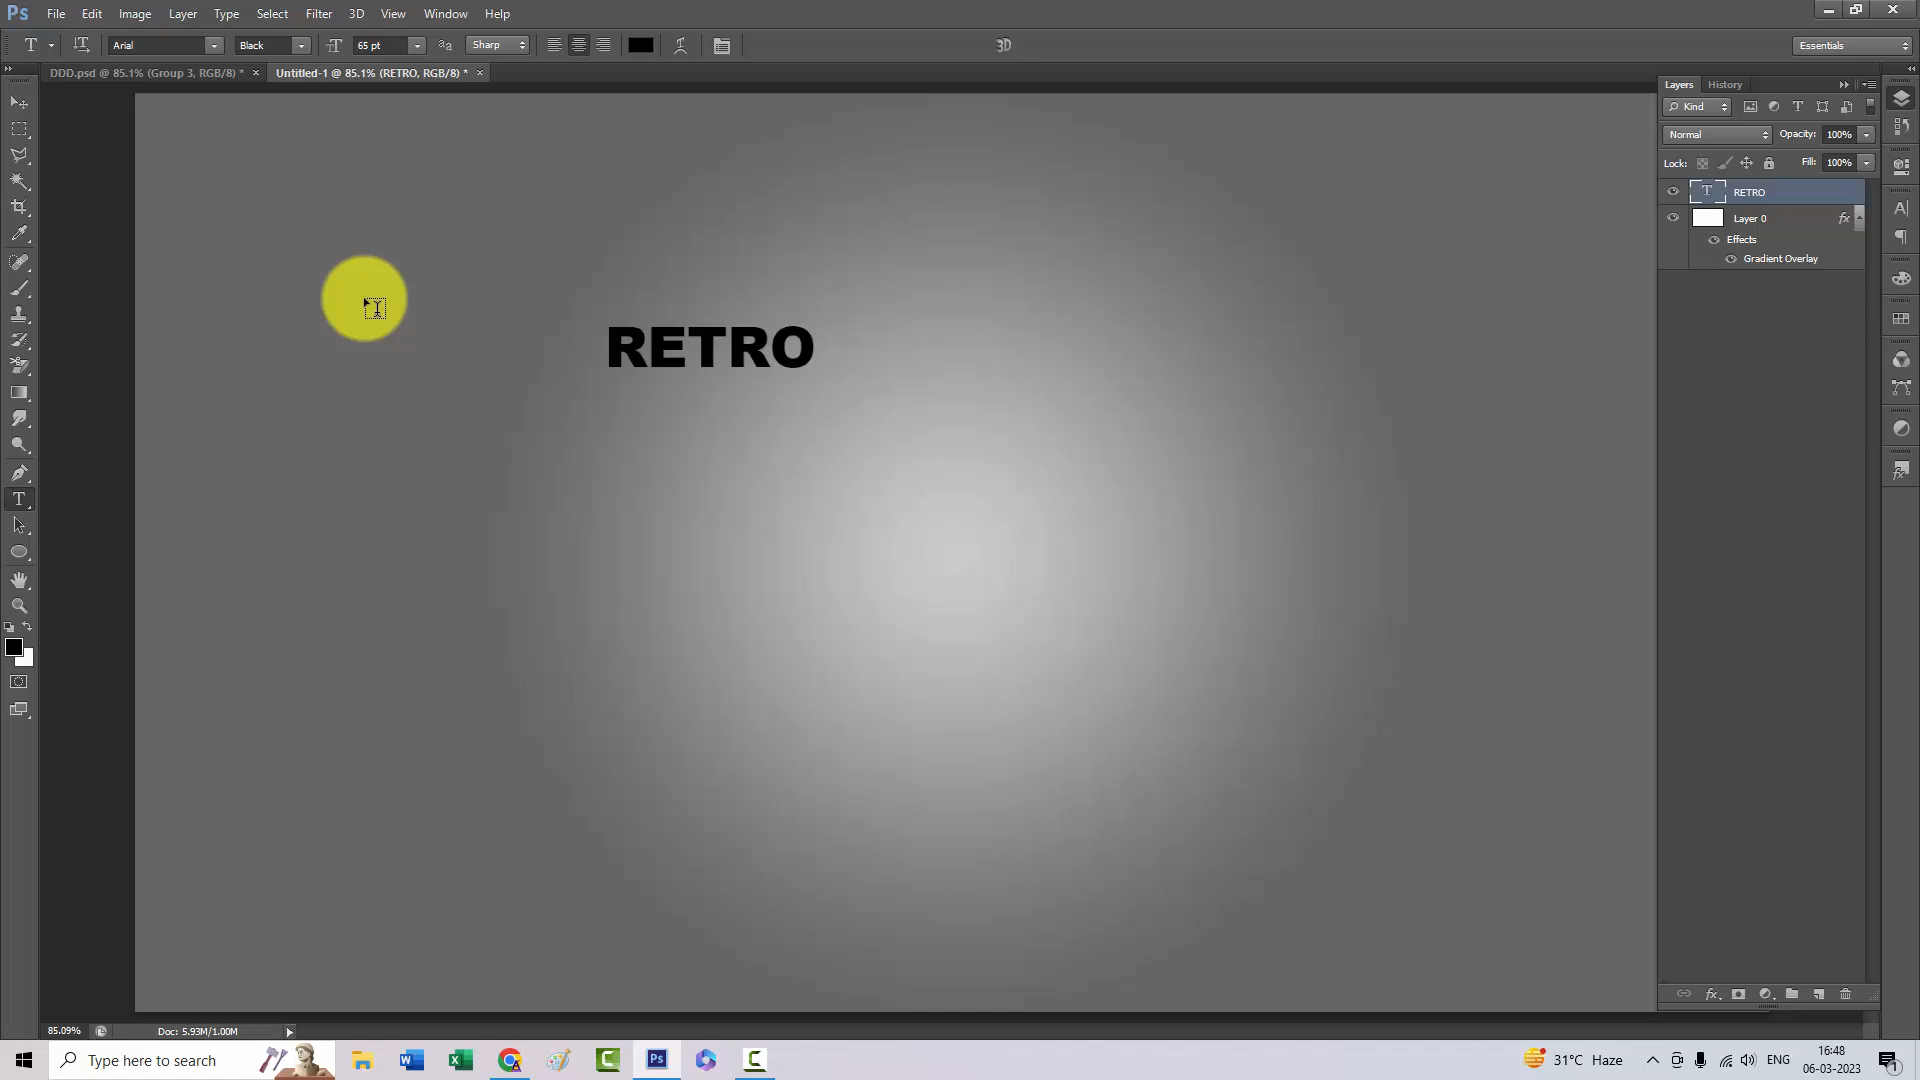 Ps File Edit Image Layer Type Select Filter 3D View Window Help
T Arial Black 65 pt Sharp 3D Essentials
DDD.psd @ 85.1% (Group 3, RGB/8) * × Untitled-1 @ 85.1% (RETRO, RGB/8) * ×
Layers History
Kind
Normal Opacity: 100%
Lock: Fill: 100%
T RETRO
Layer 0 fx
Effects
Gradient Overlay
RETRO
85.09% Doc: 5.93M/1.00M
Type here to search
31°C Haze
ENG
16:48
06-03-2023
1